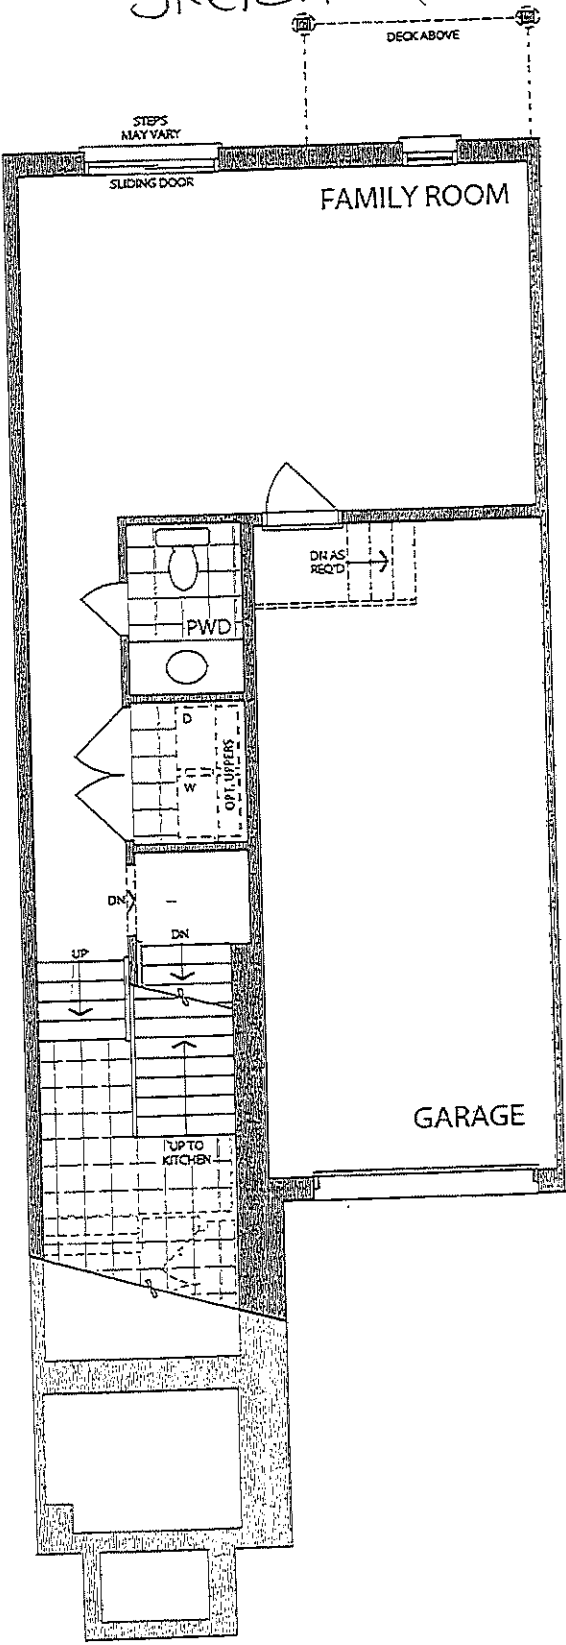 DECK ABOVE
STEPS
MAY VARY
SLIDING DOOR
FAMILY ROOM
DN AS
REQ'D
PWD
D
W
OPT. UPPERS
DN
DN
UP
UP TO
KITCHEN
GARAGE